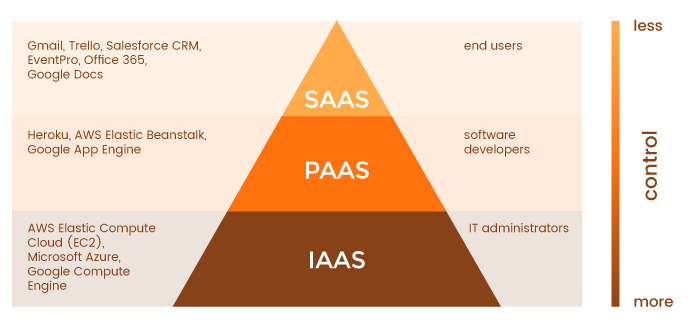 Gmail, Trello, Salesforce CRM,
EventPro, Office 365,
Google Docs
SAAS
end users
Heroku, AWS Elastic Beanstalk,
Google App Engine
PAAS
software
developers
AWS Elastic Compute
Cloud (EC2),
Microsoft Azure,
Google Compute
Engine
IAAS
IT administrators
less
control
more